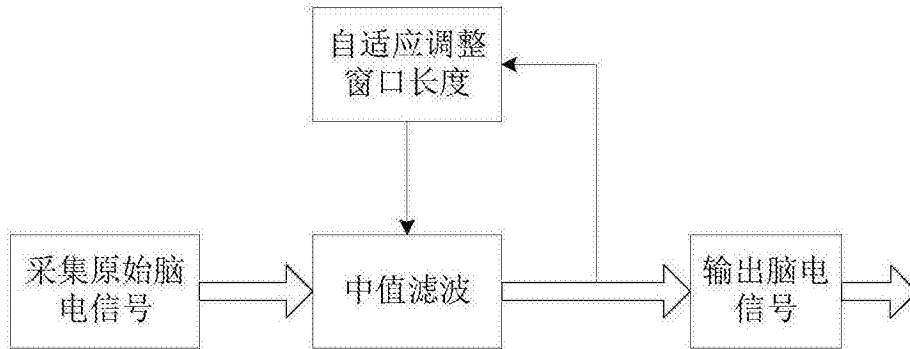 自适应调整
窗口长度
采集原始脑
电信号
中值滤波
输出脑电
信号